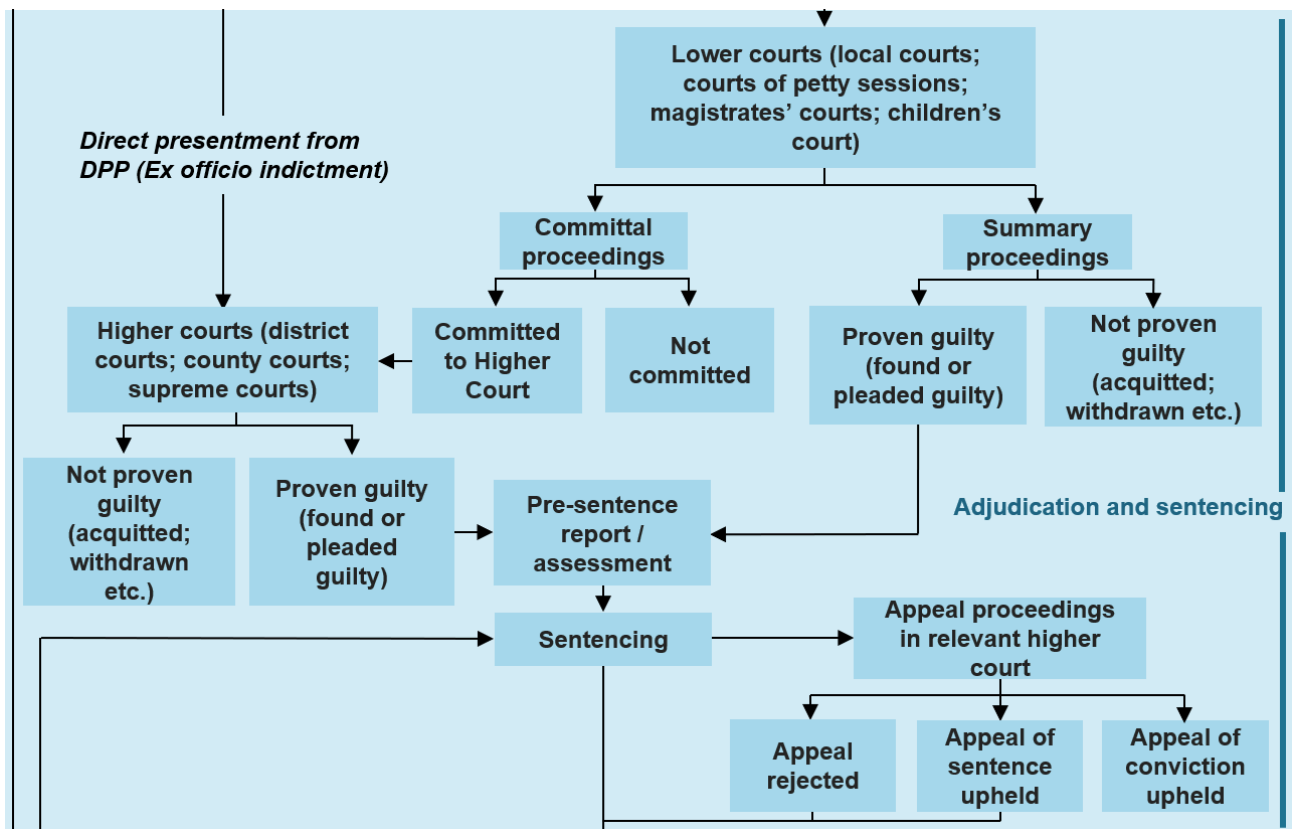 Lower courts (local courts;
courts of petty sessions;
magistrates’ courts; children’s
court)
Direct presentment from
DPP (Ex officio indictment)
Committal
proceedings
Summary
proceedings
Higher courts (district
courts; county courts;
supreme courts)
Committed
to Higher
Court
Not
committed
Proven guilty
(found or
pleaded guilty)
Not proven
guilty
(acquitted;
withdrawn etc.)
Not proven
guilty
(acquitted;
withdrawn
etc.)
Proven guilty
(found or
pleaded
guilty)
Pre-sentence
report /
assessment
Adjudication and sentencing
Sentencing
Appeal proceedings
in relevant higher
court
Appeal
rejected
Appeal of
sentence
upheld
Appeal of
conviction
upheld